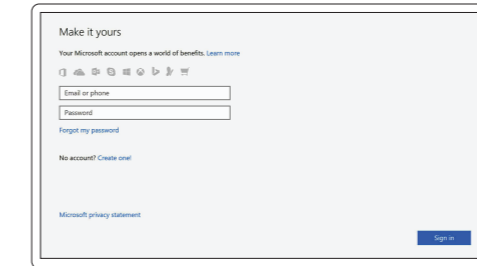 Make it yours
Your Microsoft account opens a world of benefits. Learn more
Email or phone
Password
Forgot my password
No account? Create one!
Microsoft privacy statement
Sign in